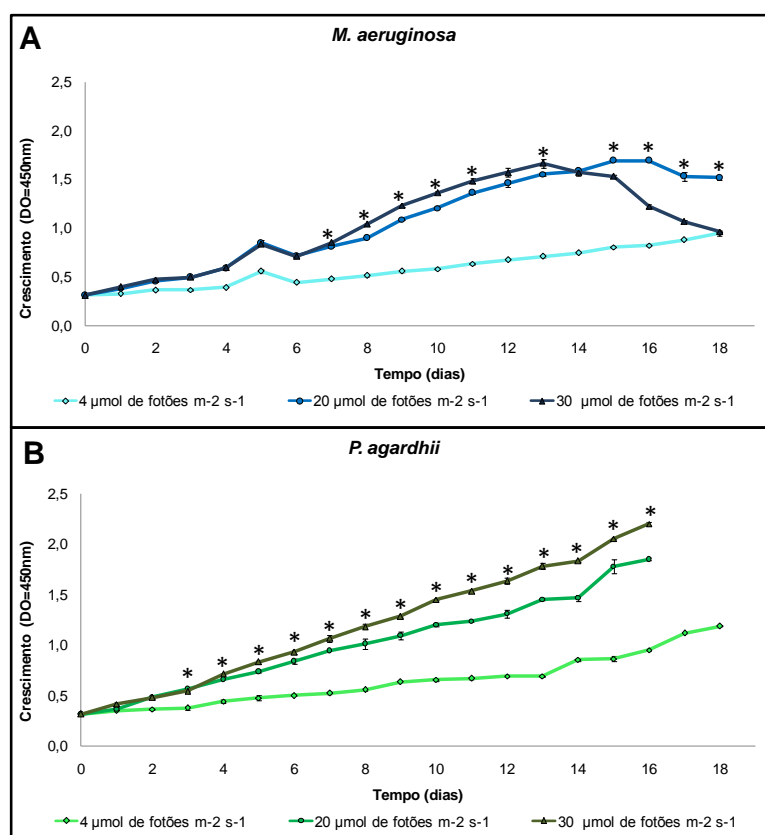 A
M. aeruginosa
2,5
2,0
1,5
1,0
0,5
0,0
Crescimento (DO=450nm)
* * * * * * * * * *
0 2 4 6 8 10 12 14 16 18
Tempo (dias)
4 µmol de fotões m-2 s-1 20 µmol de fotões m-2 s-1 30 µmol de fotões m-2 s-1
B
P. agardhii
2,5
2,0
1,5
1,0
0,5
0,0
Crescimento (DO=450nm)
* * * * * * * * * * * * * *
0 2 4 6 8 10 12 14 16 18
Tempo (dias)
4 µmol de fotões m-2 s-1 20 µmol de fotões m-2 s-1 30 µmol de fotões m-2 s-1